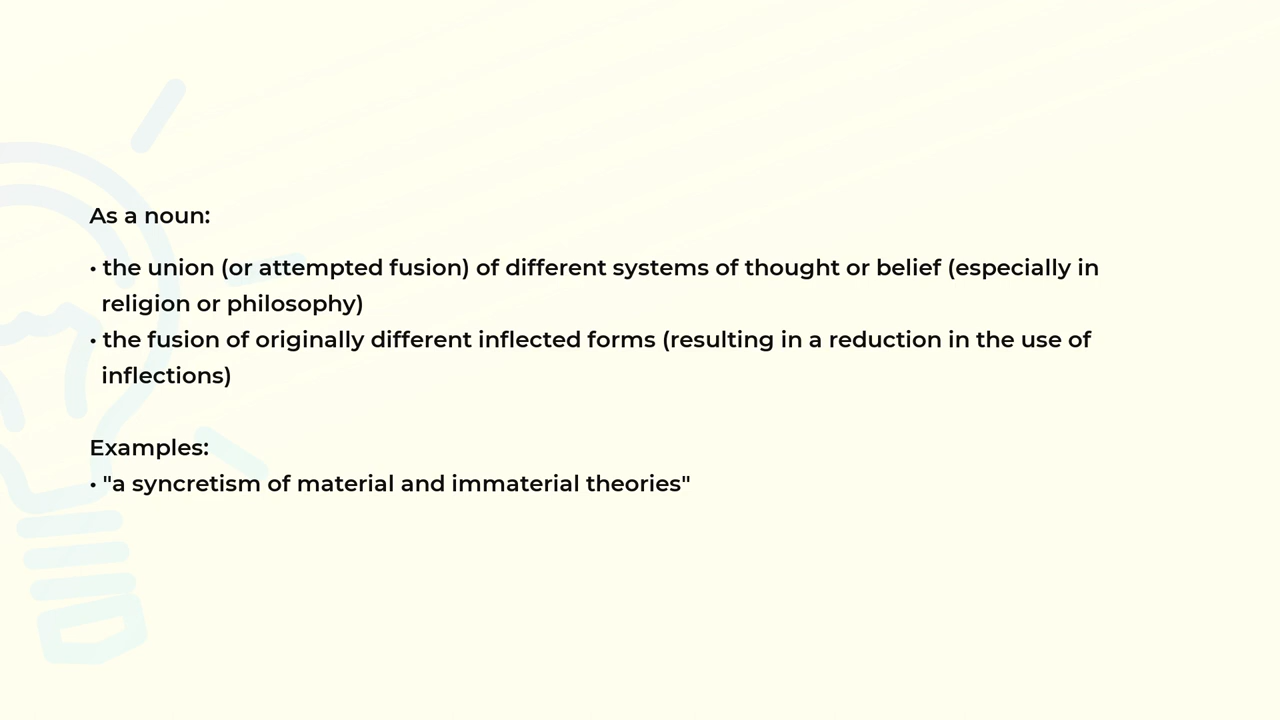 As a noun:
• the union (or attempted fusion) of different systems of thought or belief (especially in
religion or philosophy)
• the fusion of originally different inflected forms (resulting in a reduction in the use of
inflections)
Examples:
• "a syncretism of material and immaterial theories"